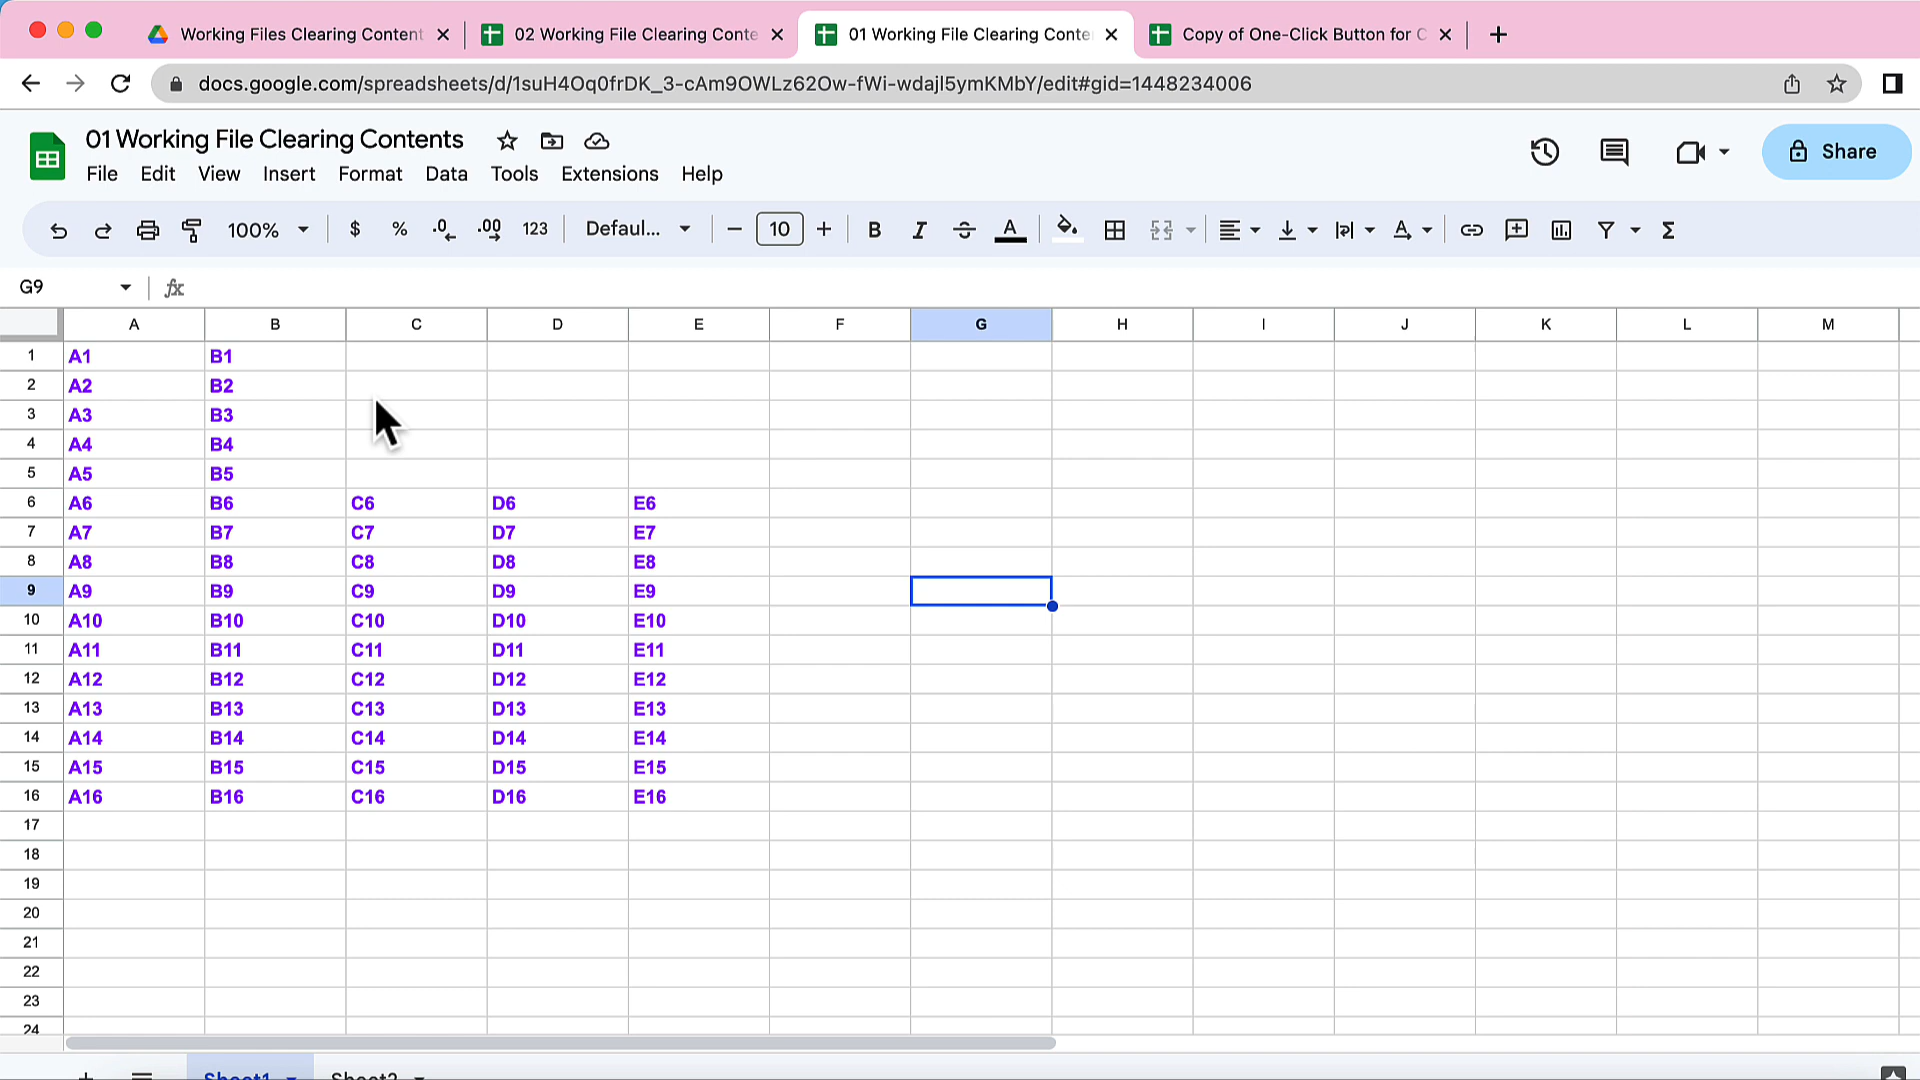 Working Files Clearing Content
02 Working File Clearing Conte
01 Working File Clearing Conte
Copy of One-Click Button for C
docs.google.com/spreadsheets/d/1suH4Oq0frDK_3-cAm9OWLz62Ow-fWi-wdajl5ymKMbY/edit#gid=1448234006
01 Working File Clearing Contents
File Edit View Insert Format Data Tools Extensions Help
Share
100% $ % .0 .00 123 Defaul... 10 B I S A A Σ
G9 fx
A B C D E F G H I J K L M
1 A1 B1
2 A2 B2
3 A3 B3
4 A4 B4
5 A5 B5
6 A6 B6 C6 D6 E6
7 A7 B7 C7 D7 E7
8 A8 B8 C8 D8 E8
9 A9 B9 C9 D9 E9
10 A10 B10 C10 D10 E10
11 A11 B11 C11 D11 E11
12 A12 B12 C12 D12 E12
13 A13 B13 C13 D13 E13
14 A14 B14 C14 D14 E14
15 A15 B15 C15 D15 E15
16 A16 B16 C16 D16 E16
17
18
19
20
21
22
23
24
Sheet1 Sheet2